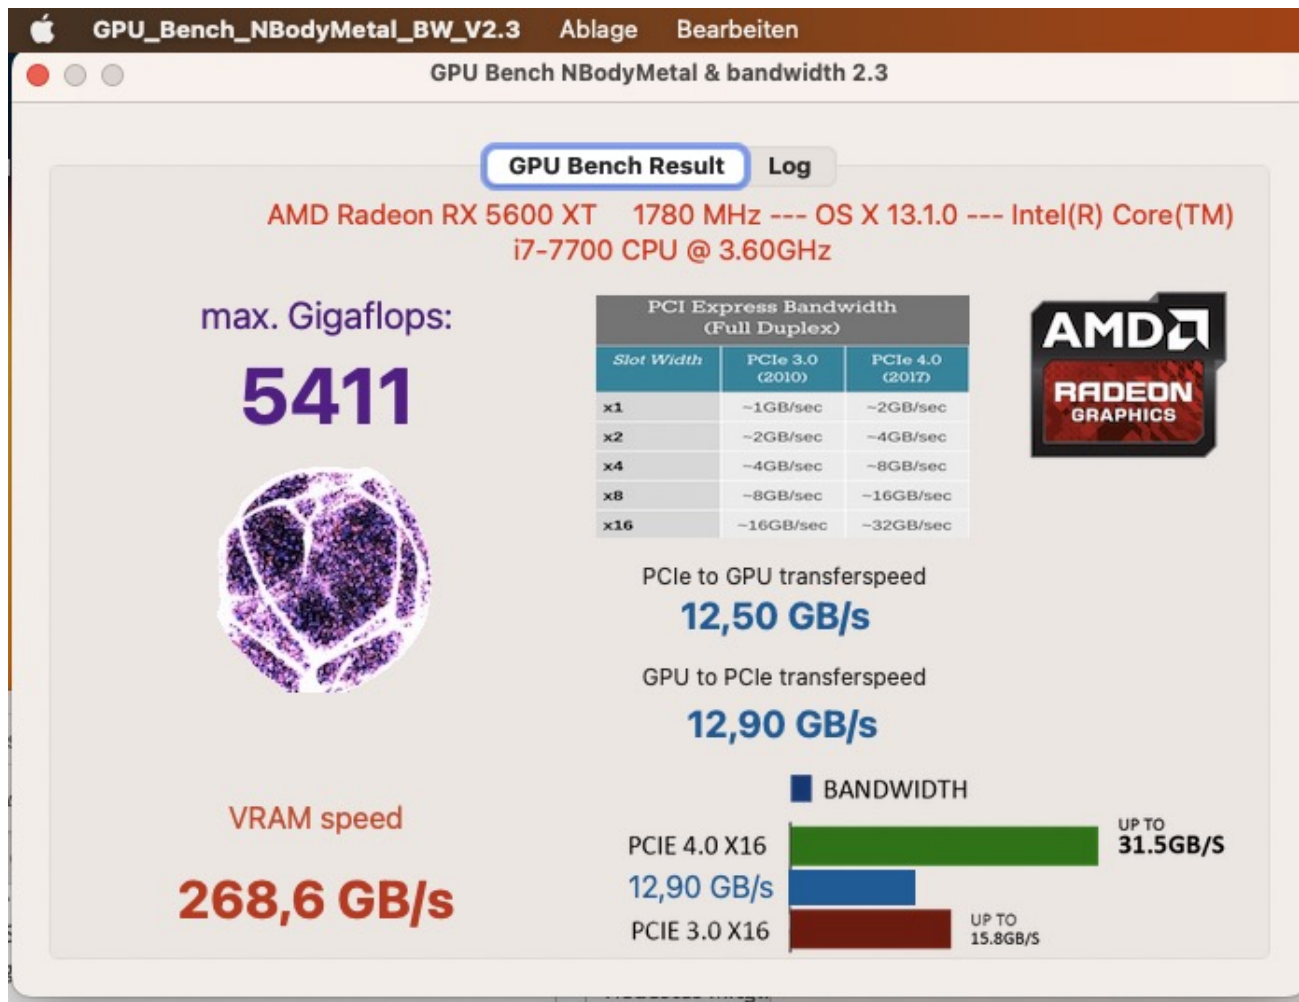 GPU_Bench_NBodyMetal_BW_V2.3 Ablage Bearbeiten
GPU Bench NBodyMetal & bandwidth 2.3
GPU Bench Result Log
AMD Radeon RX 5600 XT 1780 MHz --- OS X 13.1.0 --- Intel(R) Core(TM)
i7-7700 CPU @ 3.60GHz
max. Gigaflops:
5411
PCI Express Bandwidth
(Full Duplex)
Slot Width PCIe 3.0 (2010) PCIe 4.0 (2017)
x1 ~1GB/sec ~2GB/sec
x2 ~2GB/sec ~4GB/sec
x4 ~4GB/sec ~8GB/sec
x8 ~8GB/sec ~16GB/sec
x16 ~16GB/sec ~32GB/sec
AMD
RADEON
GRAPHICS
PCIe to GPU transferspeed
12,50 GB/s
GPU to PCIe transferspeed
12,90 GB/s
VRAM speed
268,6 GB/s
BANDWIDTH
PCIE 4.0 X16 UP TO
31.5GB/S
12,90 GB/s
PCIE 3.0 X16 UP TO
15.8GB/S